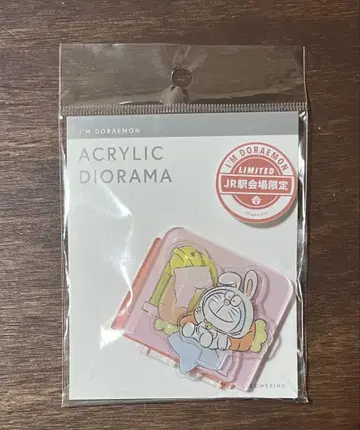 I'M DORAEMON
ACRYLIC
DIORAMA
I'M DORAEMON
LIMITED
JR駅会場限定